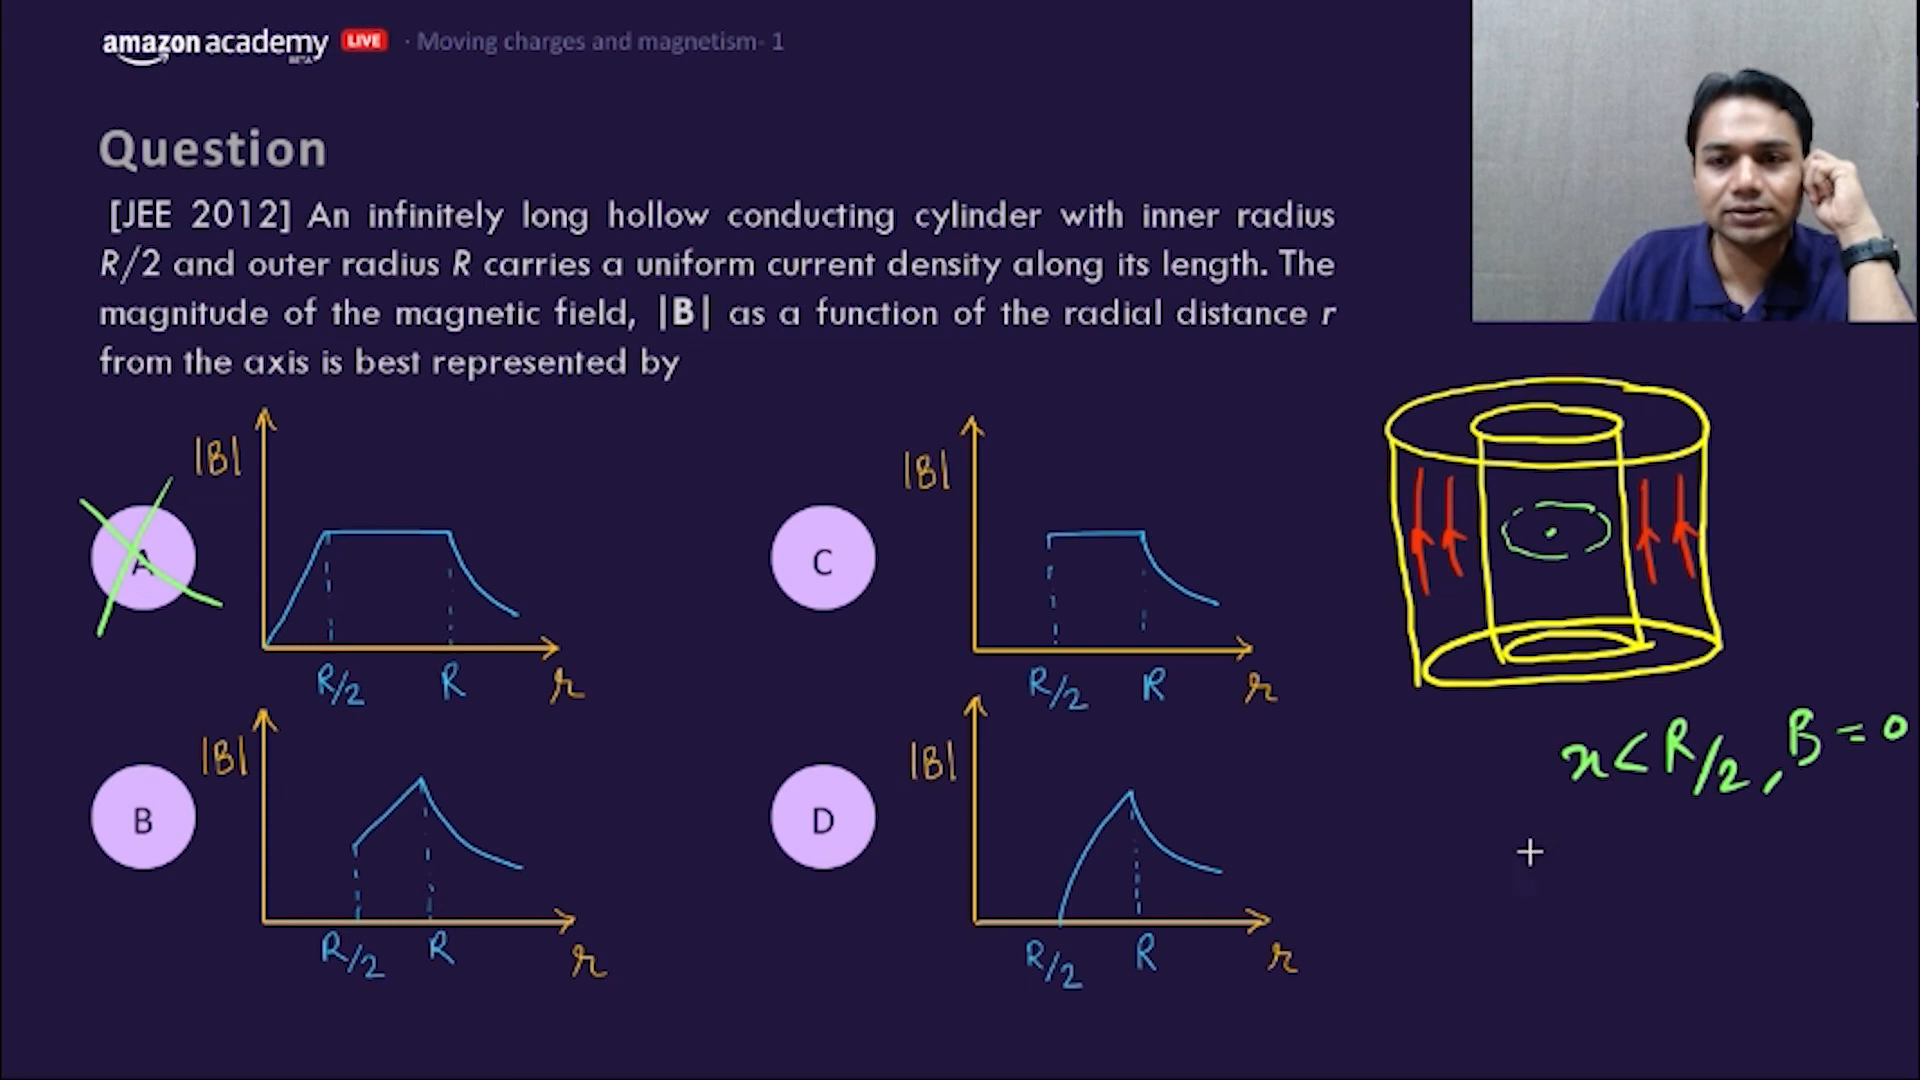 amazon academy LIVE · Moving charges and magnetism- 1
BETA
Question
[JEE 2012] An infinitely long hollow conducting cylinder with inner radius
R/2 and outer radius R carries a uniform current density along its length. The
magnitude of the magnetic field, |B| as a function of the radial distance r
from the axis is best represented by
|B|
A
R/2 R r
|B|
C
R/2 R r
|B|
B
R/2 R r
|B|
D
R/2 R r
x<R/2, B=0